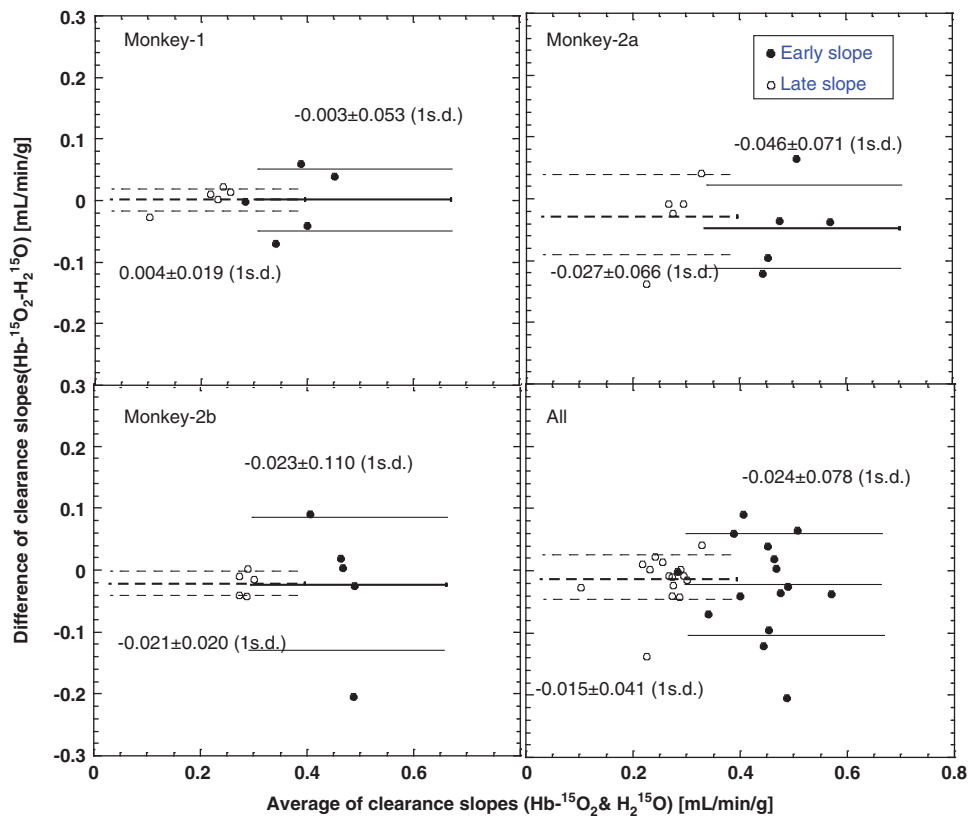 Difference of clearance slopes(Hb-¹⁵O₂-H₂¹⁵O) [mL/min/g]
0.3
0.2
0.1
0
-0.1
-0.2
0.3
Monkey-1
-0.003±0.053 (1s.d.)
0.004±0.019 (1s.d.)
Monkey-2a
Early slope
Late slope
-0.046±0.071 (1s.d.)
-0.027±0.066 (1s.d.)
0.2
0.1
0
-0.1
-0.2
-0.3
Monkey-2b
-0.023±0.110 (1s.d.)
-0.021±0.020 (1s.d.)
All
-0.024±0.078 (1s.d.)
-0.015±0.041 (1s.d.)
0 0.2 0.4 0.6 0 0.2 0.4 0.6 0.8
Average of clearance slopes (Hb-¹⁵O₂& H₂¹⁵O) [mL/min/g]